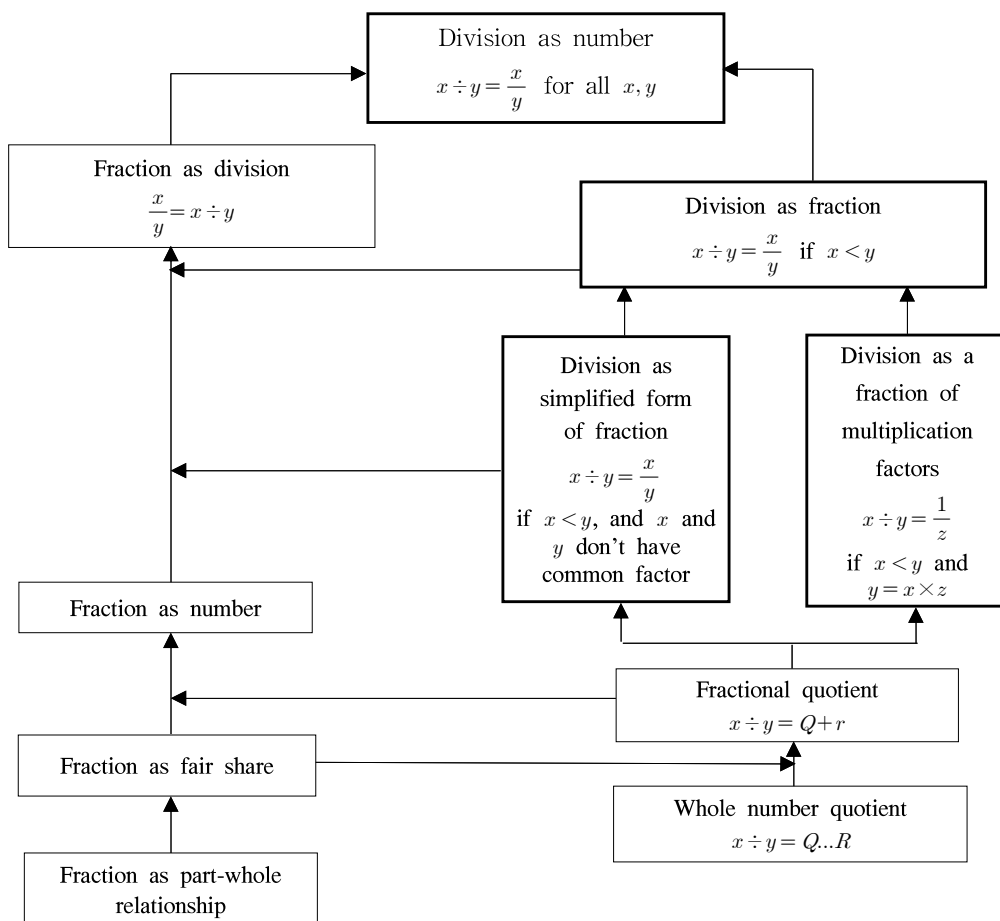 Division as number
x ÷ y = x/y for all x, y
Fraction as division
x/y = x ÷ y
Division as fraction
x ÷ y = x/y if x < y
Division as
simplified form
of fraction
x ÷ y = x/y
if x < y, and x and
y don't have
common factor
Division as a
fraction of
multiplication
factors
x ÷ y = 1/z
if x < y and
y = x × z
Fraction as number
Fractional quotient
x ÷ y = Q + r
Fraction as fair share
Whole number quotient
x ÷ y = Q...R
Fraction as part-whole
relationship